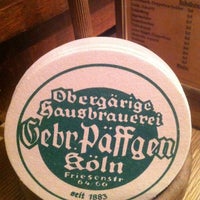 Obergärige
Hausbrauerei
Gebr. Päffgen
Köln
Friesenstr
64-66
seit 1883